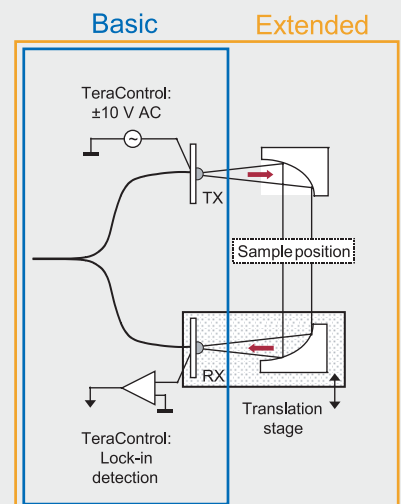 Basic
Extended
TeraControl:
±10 V AC
TX
Sample position
RX
Translation
stage
TeraControl:
Lock-in
detection